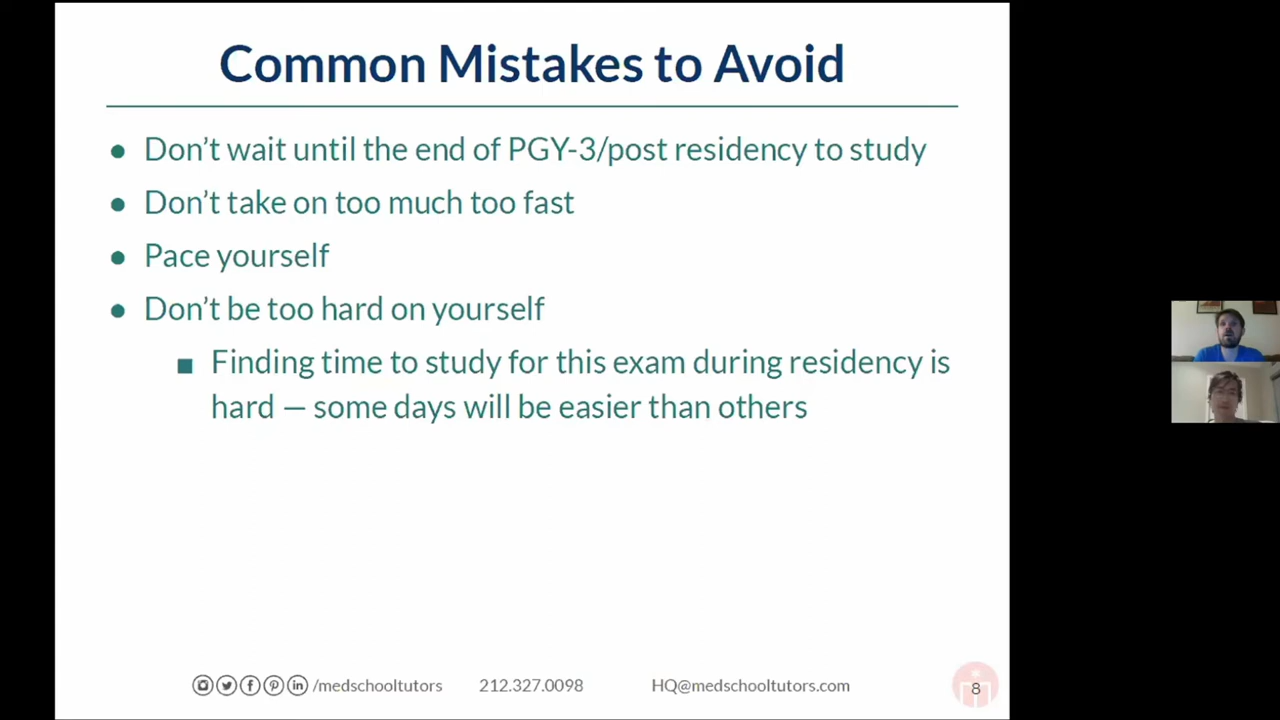 Common Mistakes to Avoid
● Don’t wait until the end of PGY-3/post residency to study
● Don’t take on too much too fast
● Pace yourself
● Don’t be too hard on yourself
■ Finding time to study for this exam during residency is
hard — some days will be easier than others
/medschooltutors 212.327.0098 HQ@medschooltutors.com 8